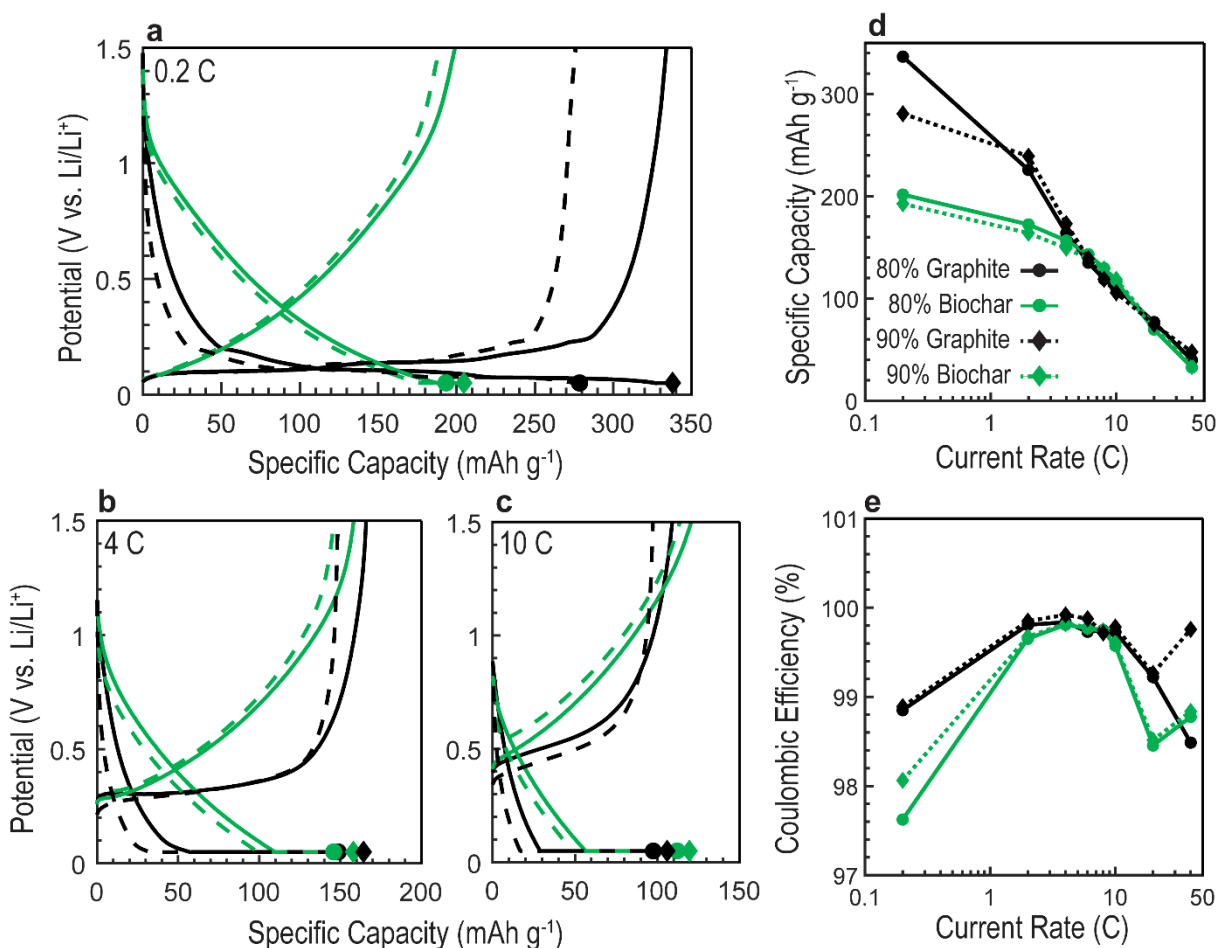 a
1.5
1
0.5
0
0.2 C
Potential (V vs. Li/Li⁺)
0 50 100 150 200 250 300 350
Specific Capacity (mAh g⁻¹)
d
300
200
100
0
Specific Capacity (mAh g⁻¹)
80% Graphite
80% Biochar
90% Graphite
90% Biochar
0.1 1 10 50
Current Rate (C)
b
1.5
1
0.5
0
4 C
Potential (V vs. Li/Li⁺)
0 50 100 150 200
Specific Capacity (mAh g⁻¹)
c
1.5
1
0.5
0
10 C
0 50 100 150
e
101
100
99
98
97
Coulombic Efficiency (%)
0.1 1 10 50
Current Rate (C)